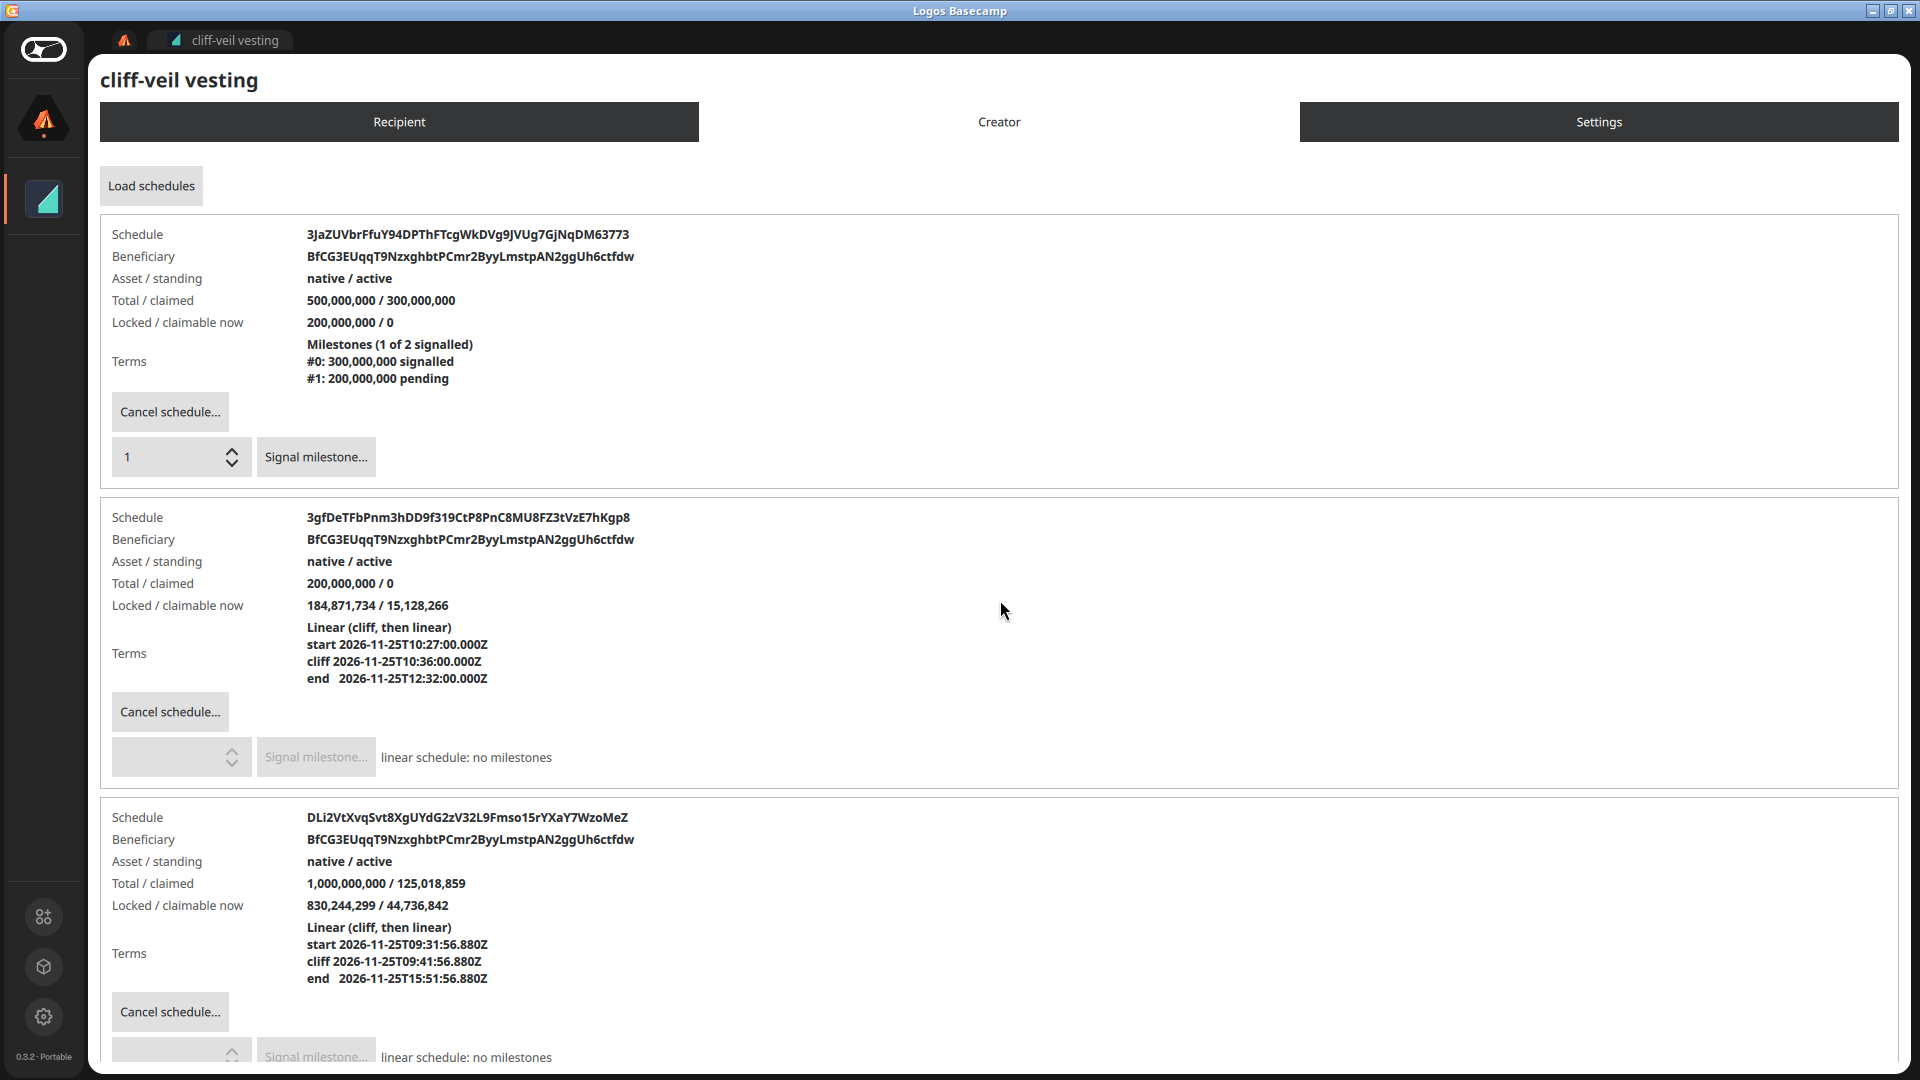 Logos Basecamp
cliff-veil vesting
cliff-veil vesting
Recipient
Creator
Settings
Load schedules
Schedule 3JaZUVbrFfuY94DPThFTcgWkDVg9JVUg7GjNqDM63773
Beneficiary BfCG3EUqqT9NzxghbtPCmr2ByyLmstpAN2ggUh6ctfdw
Asset / standing native / active
Total / claimed 500,000,000 / 300,000,000
Locked / claimable now 200,000,000 / 0
Terms Milestones (1 of 2 signalled)
#0: 300,000,000 signalled
#1: 200,000,000 pending
Cancel schedule...
1 Signal milestone...
Schedule 3gfDeTFbPnm3hDD9f319CtP8PnC8MU8FZ3tVzE7hKgp8
Beneficiary BfCG3EUqqT9NzxghbtPCmr2ByyLmstpAN2ggUh6ctfdw
Asset / standing native / active
Total / claimed 200,000,000 / 0
Locked / claimable now 184,871,734 / 15,128,266
Terms Linear (cliff, then linear)
start 2026-11-25T10:27:00.000Z
cliff 2026-11-25T10:36:00.000Z
end 2026-11-25T12:32:00.000Z
Cancel schedule...
Signal milestone... linear schedule: no milestones
Schedule DLi2VtXvqSvt8XgUYdG2zV32L9Fmso15rYXaY7WzoMeZ
Beneficiary BfCG3EUqqT9NzxghbtPCmr2ByyLmstpAN2ggUh6ctfdw
Asset / standing native / active
Total / claimed 1,000,000,000 / 125,018,859
Locked / claimable now 830,244,299 / 44,736,842
Terms Linear (cliff, then linear)
start 2026-11-25T09:31:56.880Z
cliff 2026-11-25T09:41:56.880Z
end 2026-11-25T15:51:56.880Z
Cancel schedule...
Signal milestone... linear schedule: no milestones
0.3.2 · Portable